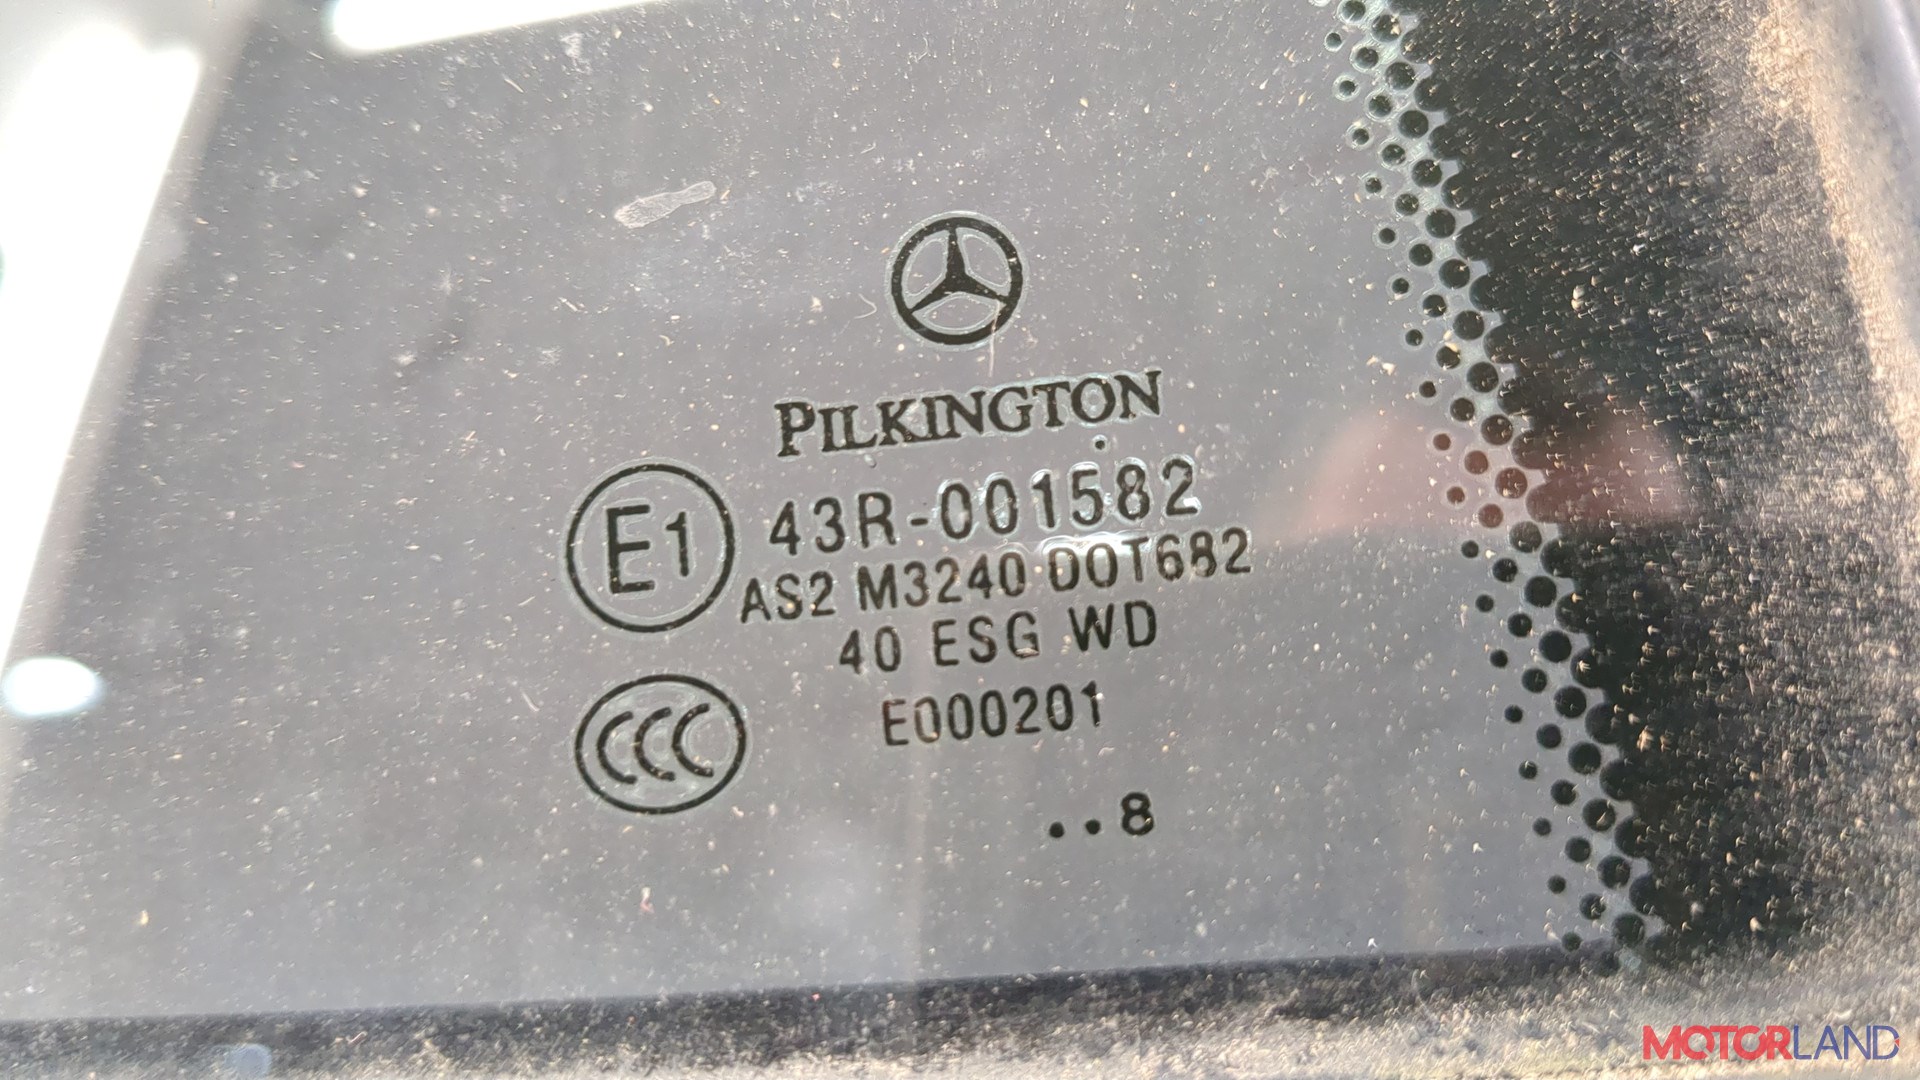 PILKINGTON
E1 43R-001582
AS2 M3240 DOT682
40 ESG WD
CCC E000201
..8
MOTORLAND